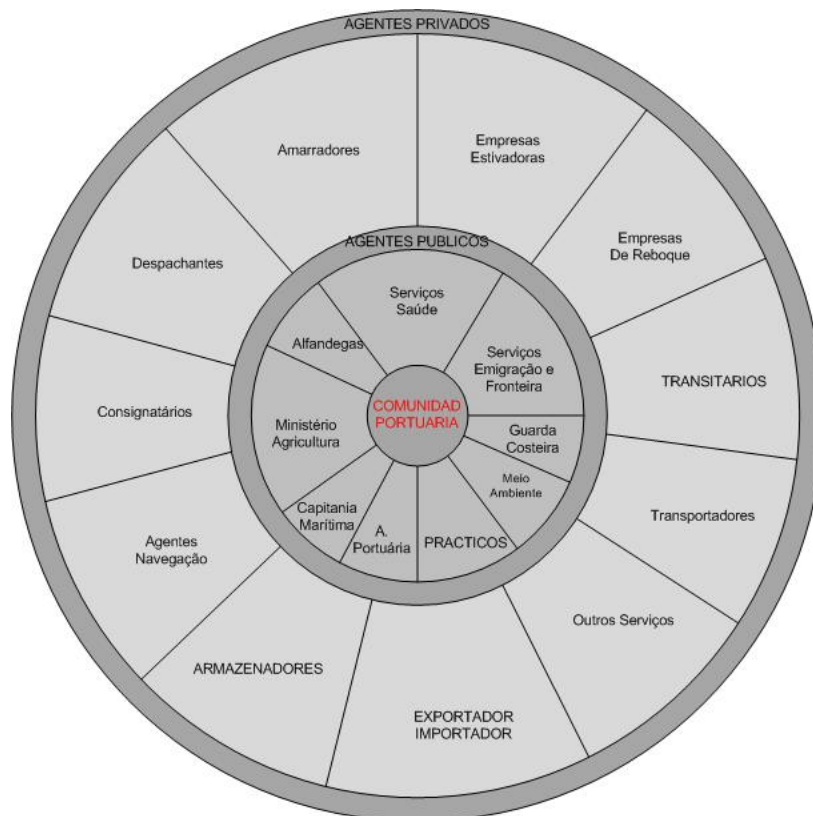 AGENTES PRIVADOS
Amarradores
Empresas
Estivadoras
Empresas
De Reboque
TRANSITARIOS
Transportadores
Outros Serviços
EXPORTADOR
IMPORTADOR
ARMAZENADORES
Agentes
Navegação
Consignatários
Despachantes
AGENTES PUBLICOS
Serviços
Saúde
Serviços
Emigração e
Fronteira
Guarda
Costeira
Meio
Ambiente
PRACTICOS
A.
Portuária
Capitania
Marítima
Ministério
Agricultura
Alfandegas
COMUNIDAD
PORTUARIA